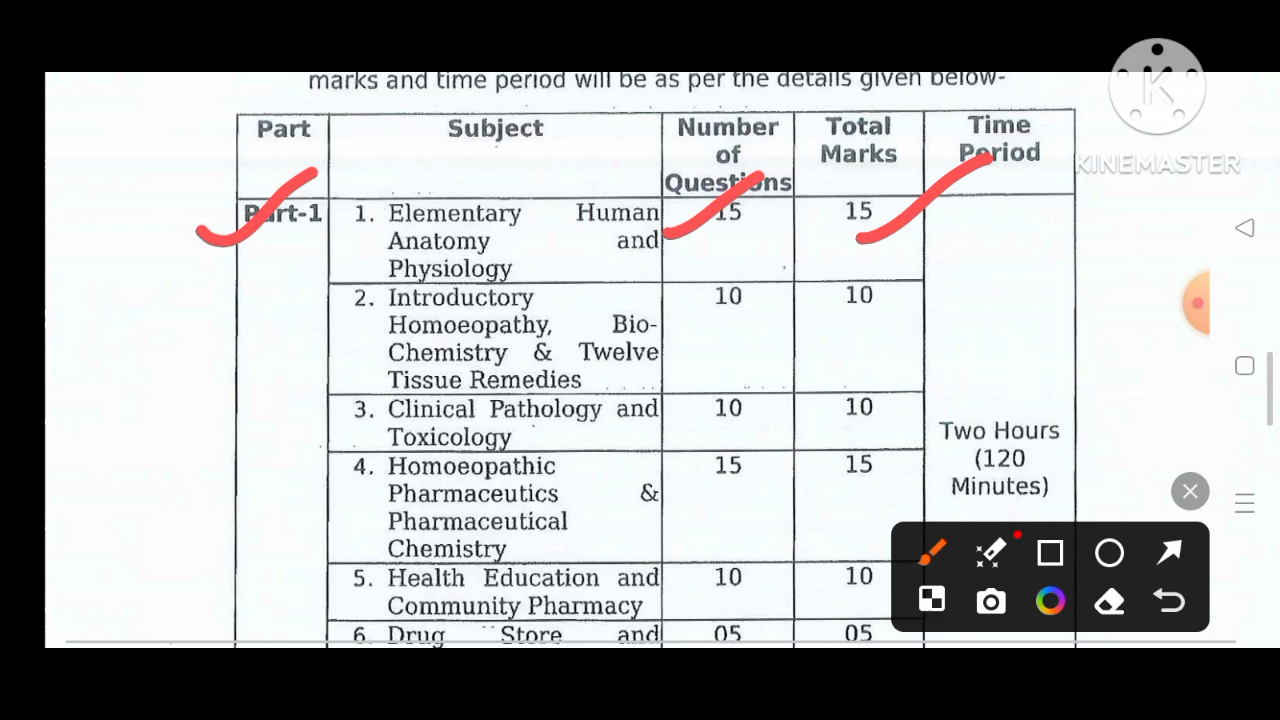 marks and time period will be as per the details given below-
Part Subject Number of Questions Total Marks Time Period
Part-1 1. Elementary Human 15 15
Anatomy and
Physiology
2. Introductory 10 10
Homoeopathy, Bio-
Chemistry & Twelve
Tissue Remedies
3. Clinical Pathology and 10 10
Toxicology
4. Homoeopathic 15 15
Pharmaceutics &
Pharmaceutical
Chemistry
5. Health Education and 10 10
Community Pharmacy
6. Drug Store and 05 05
Two Hours
(120
Minutes)
K
KINEMASTER